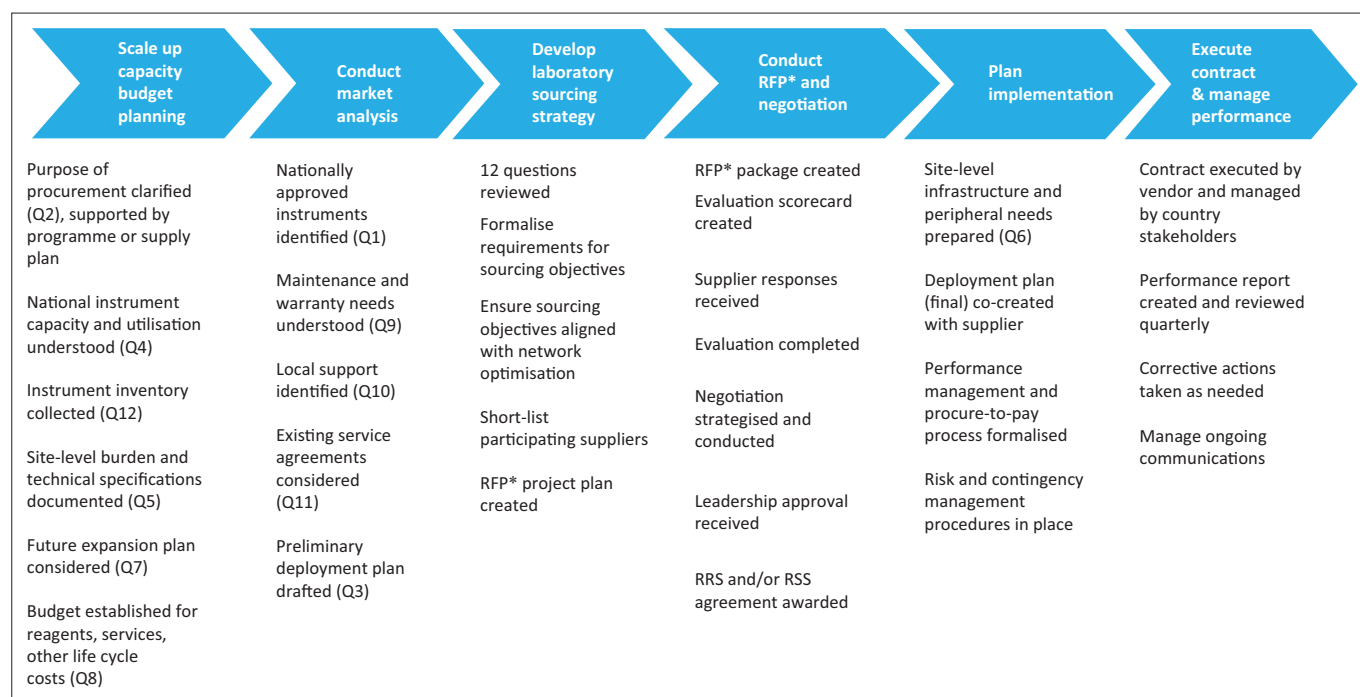 Scale up
capacity
budget
planning
Conduct
market
analysis
Develop
laboratory
sourcing
strategy
Conduct
RFP* and
negotiation
Plan
implementation
Execute
contract
& manage
performance
Purpose of
procurement clarified
(Q2), supported by
programme or supply
plan
National instrument
capacity and utilisation
understood (Q4)
Instrument inventory
collected (Q12)
Site-level burden and
technical specifications
documented (Q5)
Future expansion plan
considered (Q7)
Budget established for
reagents, services,
other life cycle
costs (Q8)
Nationally
approved
instruments
identified (Q1)
Maintenance and
warranty needs
understood (Q9)
Local support
identified (Q10)
Existing service
agreements
considered
(Q11)
Preliminary
deployment plan
drafted (Q3)
12 questions
reviewed
Formalise
requirements for
sourcing objectives
Ensure sourcing
objectives aligned
with network
optimisation
Short-list
participating suppliers
RFP* project plan
created
RFP* package created
Evaluation scorecard
created
Supplier responses
received
Evaluation completed
Negotiation
strategised and
conducted
Leadership approval
received
RRS and/or RSS
agreement awarded
Site-level
infrastructure and
peripheral needs
prepared (Q6)
Deployment plan
(final) co-created
with supplier
Performance
management and
procure-to-pay
process formalised
Risk and contingency
management
procedures in place
Contract executed by
vendor and managed
by country
stakeholders
Performance report
created and reviewed
quarterly
Corrective actions
taken as needed
Manage ongoing
communications